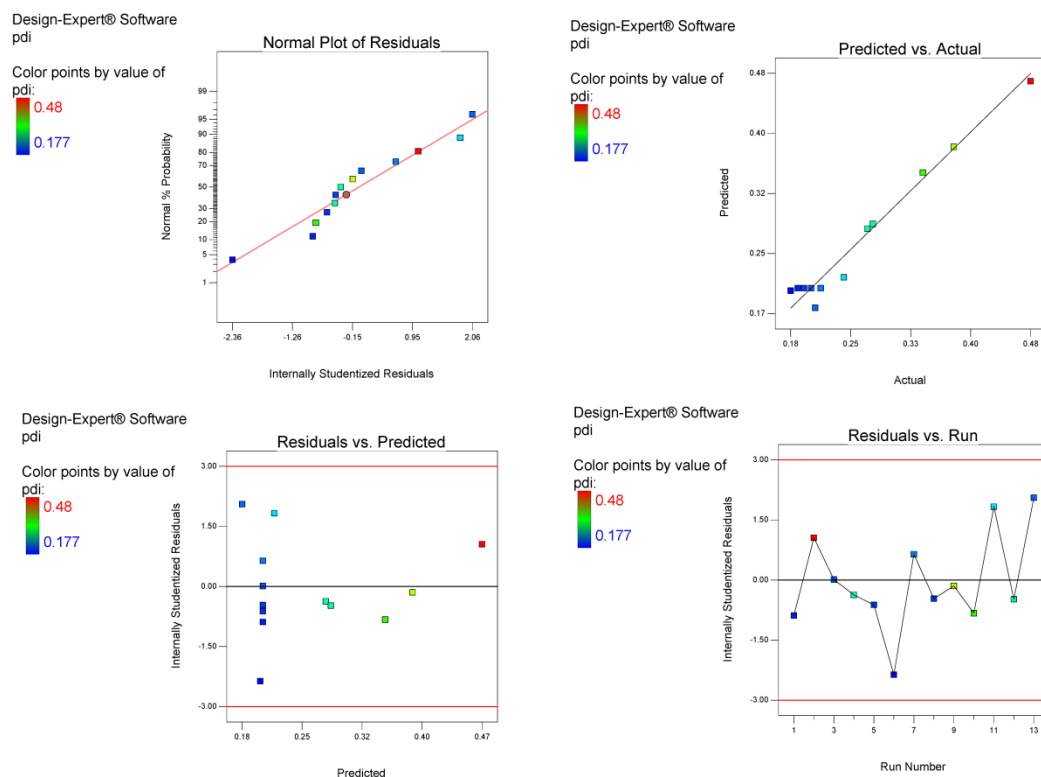 Design-Expert® Software
pdi
Color points by value of
pdi:
0.48
0.177
Normal Plot of Residuals
Normal % Probability
99
95
90
80
70
50
30
20
10
5
1
-2.36
-1.26
-0.15
0.95
2.06
Internally Studentized Residuals
Design-Expert® Software
pdi
Color points by value of
pdi:
0.48
0.177
Predicted vs. Actual
Predicted
0.48
0.40
0.32
0.25
0.17
0.18
0.25
0.33
0.40
0.48
Actual
Design-Expert® Software
pdi
Color points by value of
pdi:
0.48
0.177
Residuals vs. Predicted
Internally Studentized Residuals
3.00
1.50
0.00
-1.50
-3.00
0.18
0.25
0.32
0.40
0.47
Predicted
Design-Expert® Software
pdi
Color points by value of
pdi:
0.48
0.177
Residuals vs. Run
Internally Studentized Residuals
3.00
1.50
0.00
-1.50
-3.00
1
3
5
7
9
11
13
Run Number